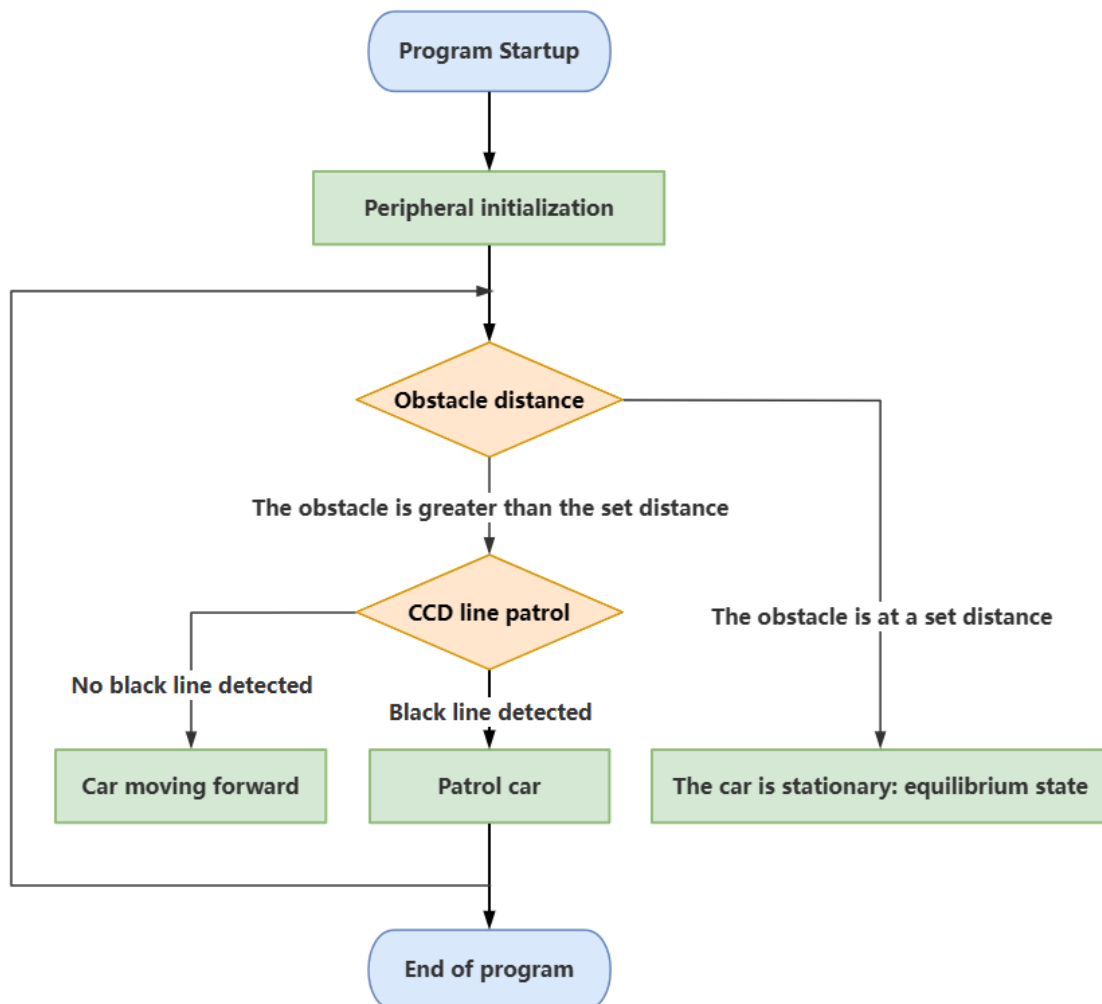 Program Startup
Peripheral initialization
Obstacle distance
The obstacle is greater than the set distance
CCD line patrol
The obstacle is at a set distance
No black line detected
Black line detected
Car moving forward
Patrol car
The car is stationary: equilibrium state
End of program